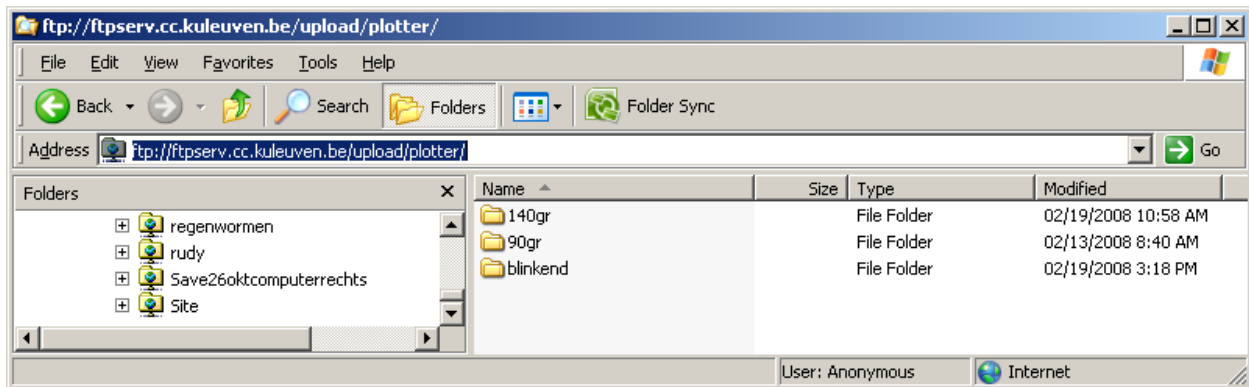 ftp://ftpserv.cc.kuleuven.be/upload/plotter/
File Edit View Favorites Tools Help
Back Search Folders Folder Sync
Address ftp://ftpserv.cc.kuleuven.be/upload/plotter/ Go
Folders x Name Size Type Modified
regenwormen
rudy
Save26oktcomputerrechts
Site
140gr File Folder 02/19/2008 10:58 AM
90gr File Folder 02/13/2008 8:40 AM
blinkend File Folder 02/19/2008 3:18 PM
User: Anonymous Internet